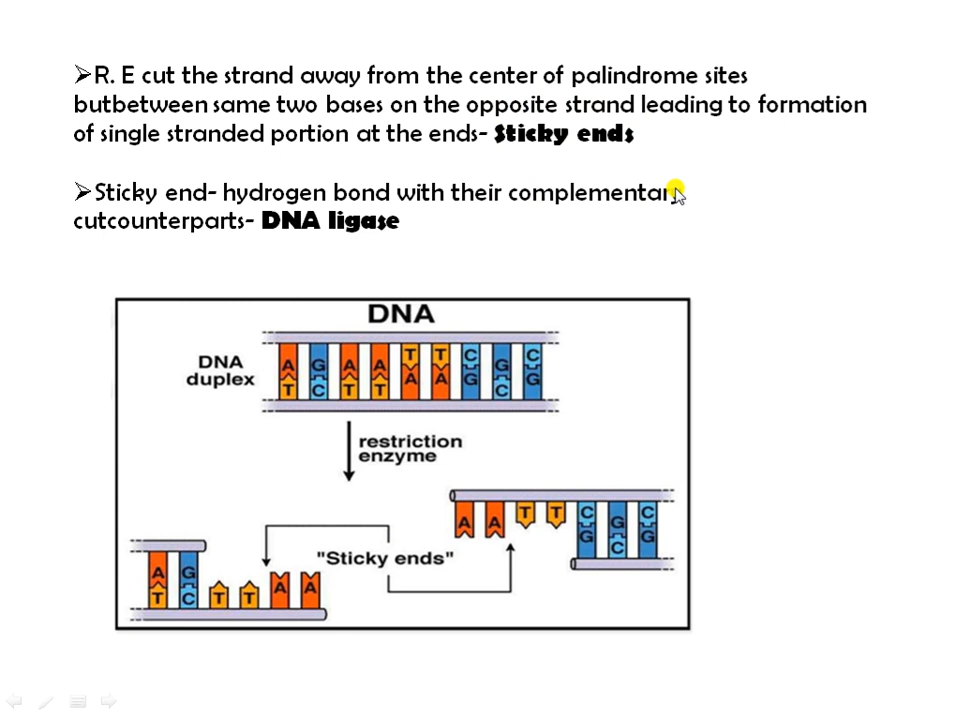 ➢R. E cut the strand away from the center of palindrome sites
butbetween same two bases on the opposite strand leading to formation
of single stranded portion at the ends- Sticky ends
➢Sticky end- hydrogen bond with their complementary
cutcounterparts- DNA ligase
DNA
DNA
duplex
A G A A T T C G C
T C T T A A G C G
restriction
enzyme
A A T T C G C
G C G
"Sticky ends"
A G
T C T T A A